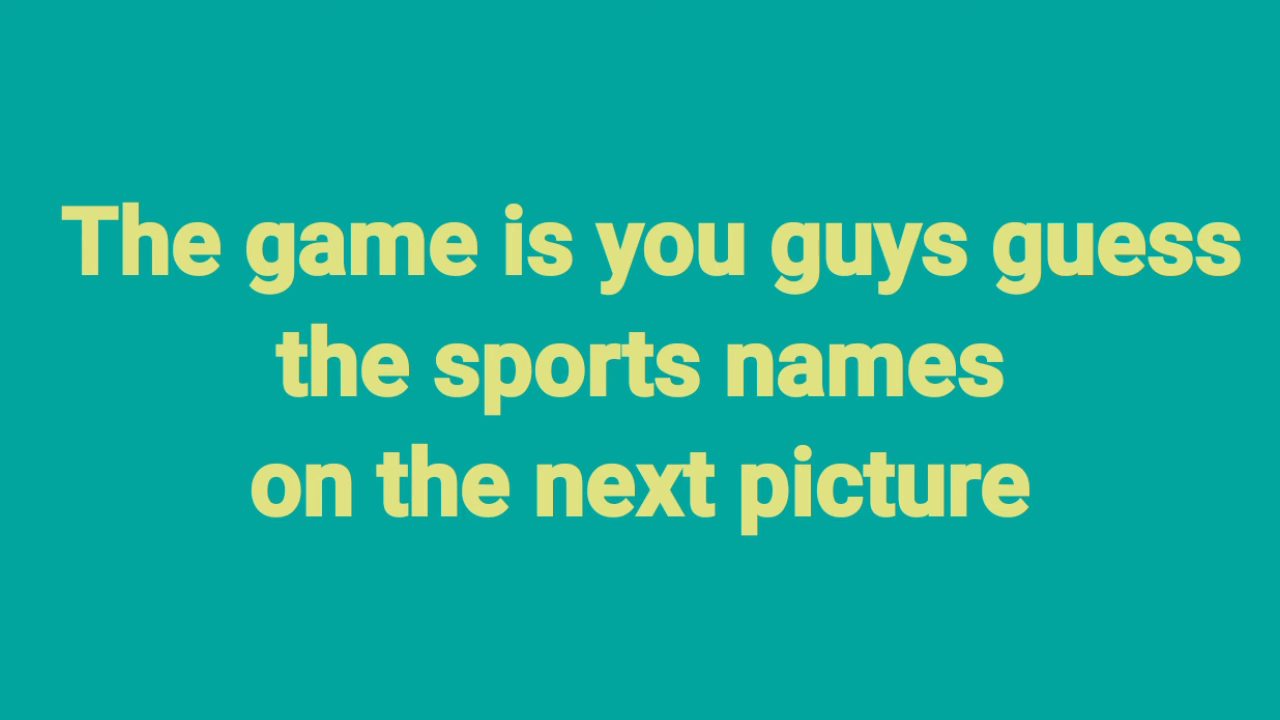 The game is you guys guess
the sports names
on the next picture